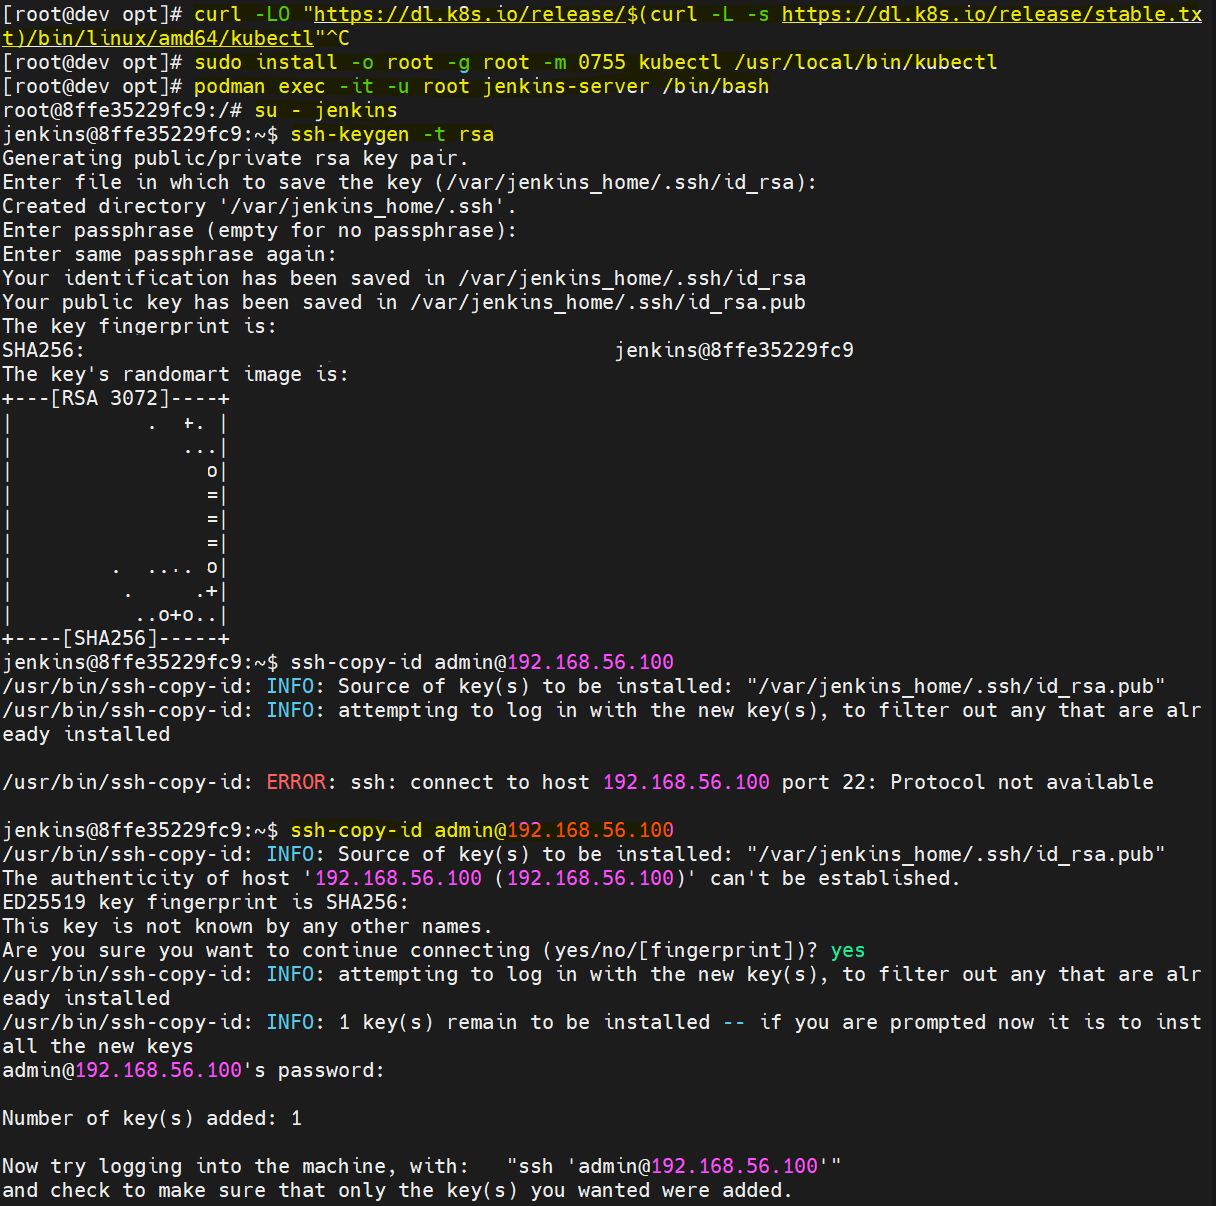 [root@dev opt]# curl -LO "https://dl.k8s.io/release/$(curl -L -s https://dl.k8s.io/release/stable.tx
t)/bin/linux/amd64/kubectl"^C
[root@dev opt]# sudo install -o root -g root -m 0755 kubectl /usr/local/bin/kubectl
[root@dev opt]# podman exec -it -u root jenkins-server /bin/bash
root@8ffe35229fc9:/# su - jenkins
jenkins@8ffe35229fc9:~$ ssh-keygen -t rsa
Generating public/private rsa key pair.
Enter file in which to save the key (/var/jenkins_home/.ssh/id_rsa):
Created directory '/var/jenkins_home/.ssh'.
Enter passphrase (empty for no passphrase):
Enter same passphrase again:
Your identification has been saved in /var/jenkins_home/.ssh/id_rsa
Your public key has been saved in /var/jenkins_home/.ssh/id_rsa.pub
The key fingerprint is:
SHA256:                                            jenkins@8ffe35229fc9
The key's randomart image is:
+---[RSA 3072]----+
|           .  +. |
|              ...|
|                o|
|                =|
|                =|
|                =|
|        .  .... o|
|         .     .+|
|          ..o+o..|
+----[SHA256]-----+
jenkins@8ffe35229fc9:~$ ssh-copy-id admin@192.168.56.100
/usr/bin/ssh-copy-id: INFO: Source of key(s) to be installed: "/var/jenkins_home/.ssh/id_rsa.pub"
/usr/bin/ssh-copy-id: INFO: attempting to log in with the new key(s), to filter out any that are alr
eady installed

/usr/bin/ssh-copy-id: ERROR: ssh: connect to host 192.168.56.100 port 22: Protocol not available

jenkins@8ffe35229fc9:~$ ssh-copy-id admin@192.168.56.100
/usr/bin/ssh-copy-id: INFO: Source of key(s) to be installed: "/var/jenkins_home/.ssh/id_rsa.pub"
The authenticity of host '192.168.56.100 (192.168.56.100)' can't be established.
ED25519 key fingerprint is SHA256:
This key is not known by any other names.
Are you sure you want to continue connecting (yes/no/[fingerprint])? yes
/usr/bin/ssh-copy-id: INFO: attempting to log in with the new key(s), to filter out any that are alr
eady installed
/usr/bin/ssh-copy-id: INFO: 1 key(s) remain to be installed -- if you are prompted now it is to inst
all the new keys
admin@192.168.56.100's password:

Number of key(s) added: 1

Now try logging into the machine, with:   "ssh 'admin@192.168.56.100'"
and check to make sure that only the key(s) you wanted were added.